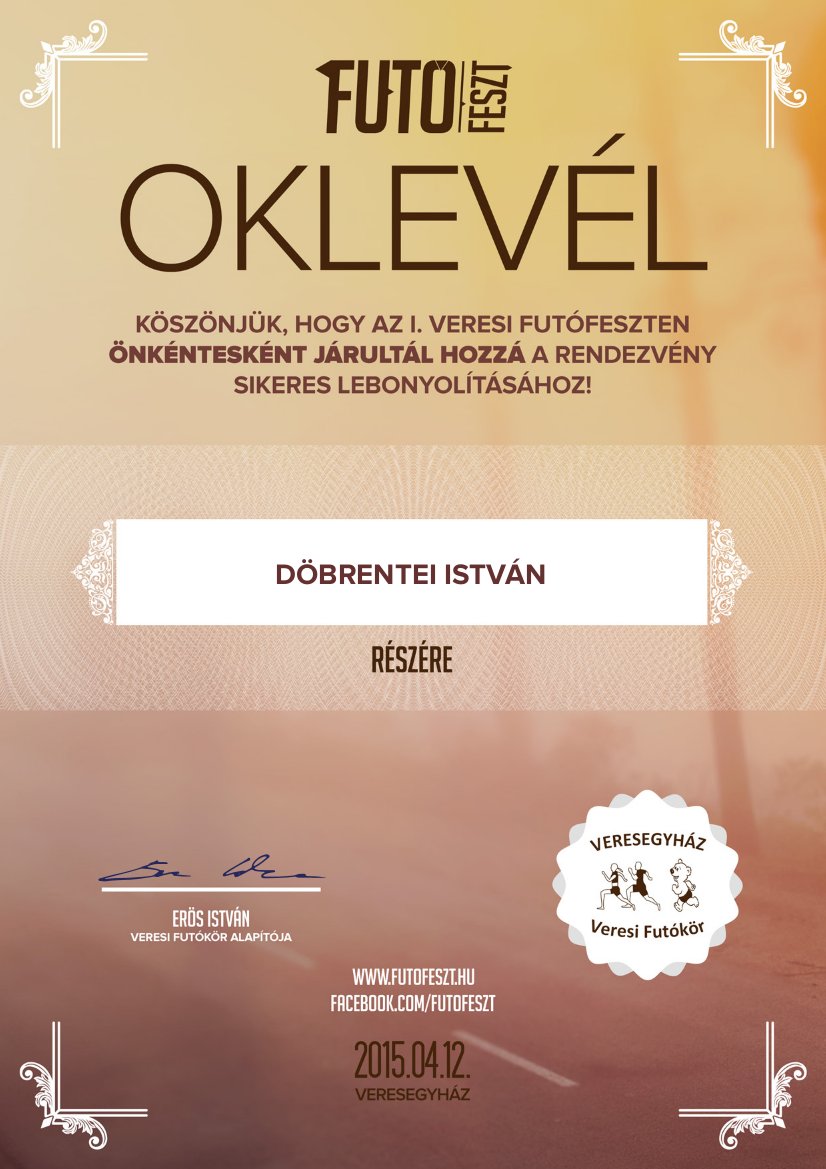 FUTÓ FESZT
OKLEVÉL
KÖSZÖNJÜK, HOGY AZ I. VERESI FUTÓFESZTEN
ÖNKÉNTESKÉNT JÁRULTÁL HOZZÁ A RENDEZVÉNY
SIKERES LEBONYOLÍTÁSÁHOZ!
DÖBRENTEI ISTVÁN
RÉSZÉRE
ERÖS ISTVÁN
VERESI FUTÓKÖR ALAPÍTÓJA
VERESEGYHÁZ
Veresi Futókör
WWW.FUTOFESZT.HU
FACEBOOK.COM/FUTOFESZT
2015.04.12.
VERESEGYHÁZ